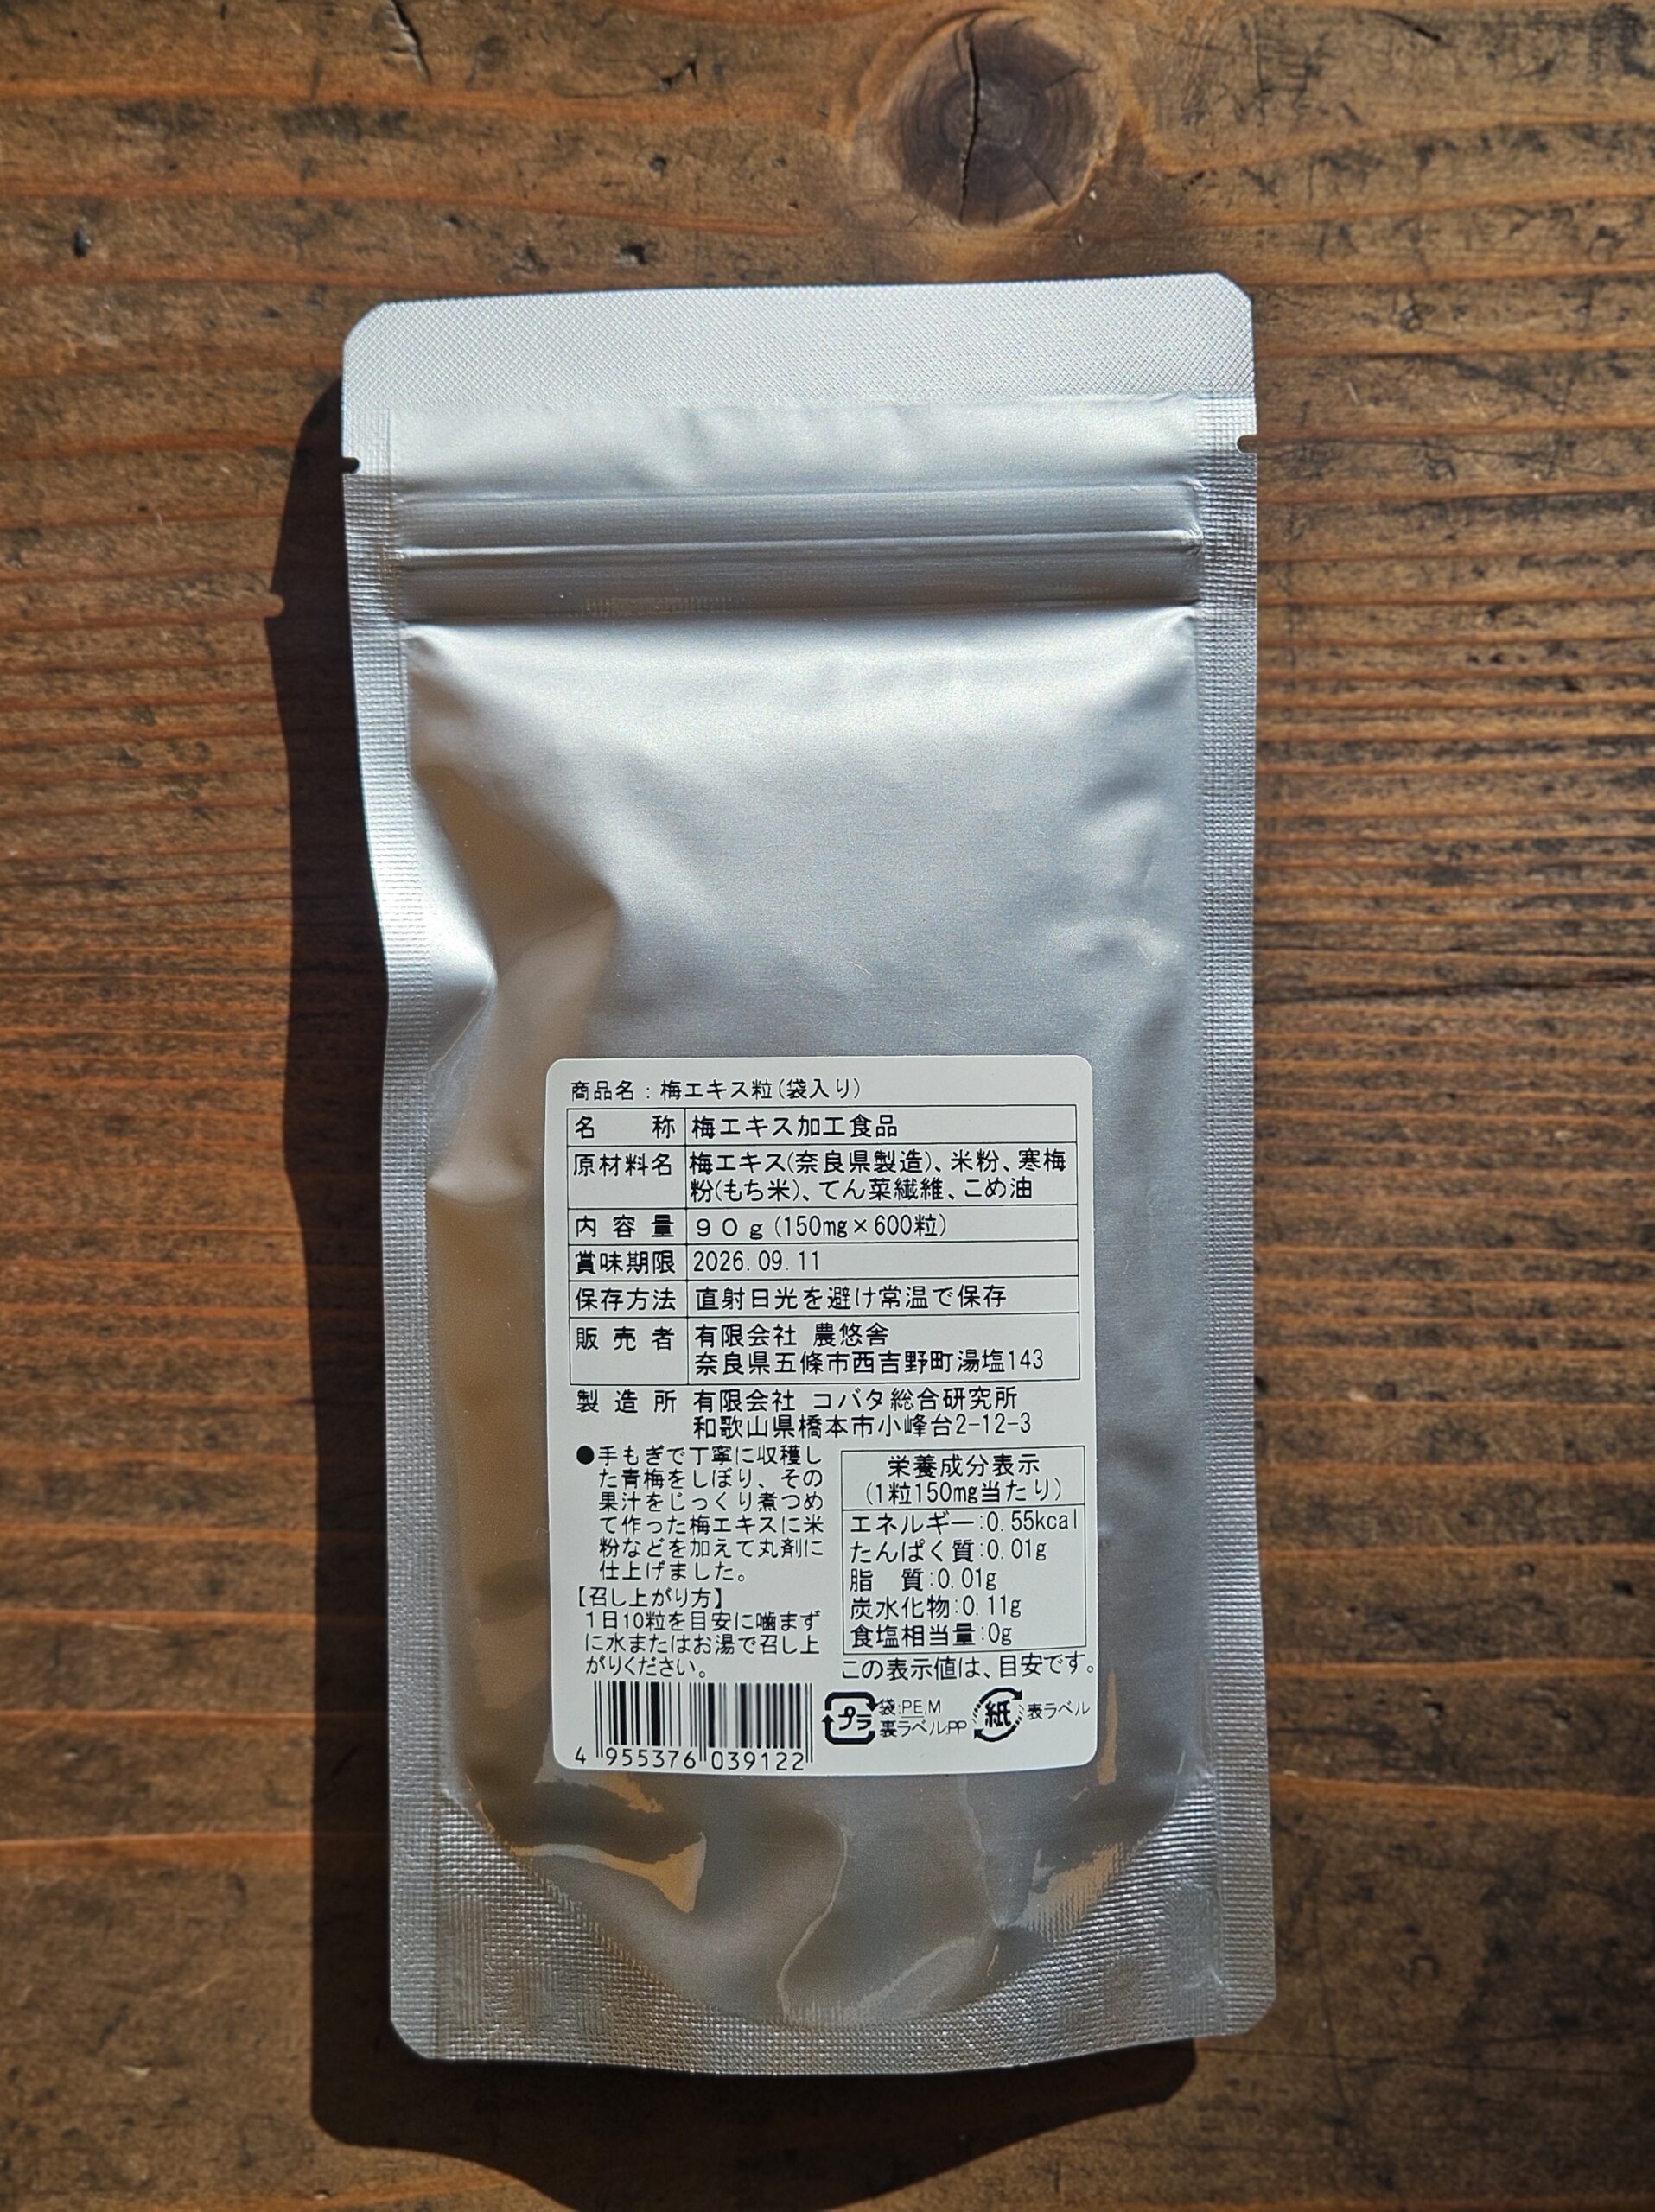 商品名：梅エキス粒(袋入り)
名称 梅エキス加工食品
原材料名 梅エキス(奈良県製造)、米粉、寒梅
粉(もち米)、てん菜繊維、こめ油
内容量 90g(150mg×600粒)
賞味期限 2026.09.11
保存方法 直射日光を避け常温で保存
販売者 有限会社 農悠舎
奈良県五條市西吉野町湯塩143
製造所 有限会社 コバタ総合研究所
和歌山県橋本市小峰台2-12-3
●手もぎで丁寧に収穫し
た青梅をしぼり、その
果汁をじっくり煮つめ
て作った梅エキスに米
粉などを加えて丸剤に
仕上げました。
【召し上がり方】
1日10粒を目安に噛まず
に水またはお湯で召し上
がりください。
栄養成分表示
(1粒150mg当たり)
エネルギー:0.55kcal
たんぱく質:0.01g
脂 質:0.01g
炭水化物:0.11g
食塩相当量:0g
この表示値は、目安です。
4 955376 039122
プラ 袋:PE,M
裏ラベル:PP
紙 表ラベル